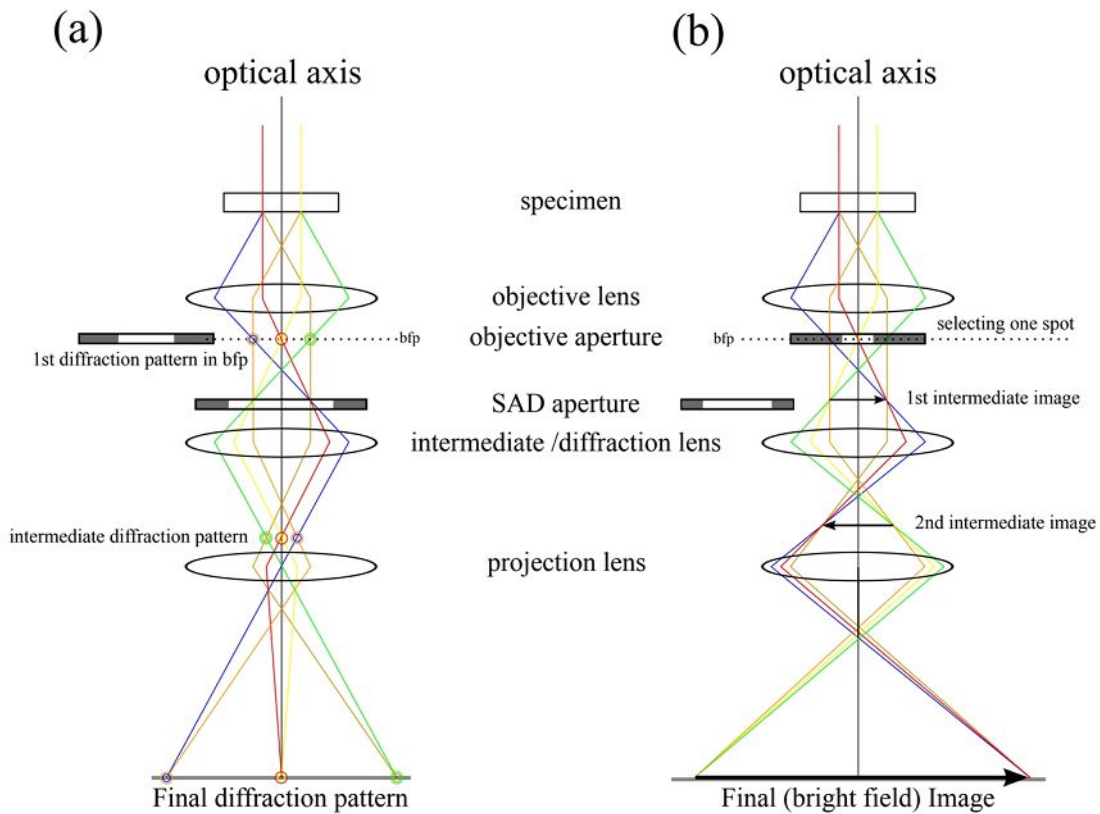 (a)
(b)
optical axis
optical axis
specimen
objective lens
selecting one spot
bfp
objective aperture
bfp
1st diffraction pattern in bfp
SAD aperture
1st intermediate image
intermediate /diffraction lens
intermediate diffraction pattern
2nd intermediate image
projection lens
Final diffraction pattern
Final (bright field) Image